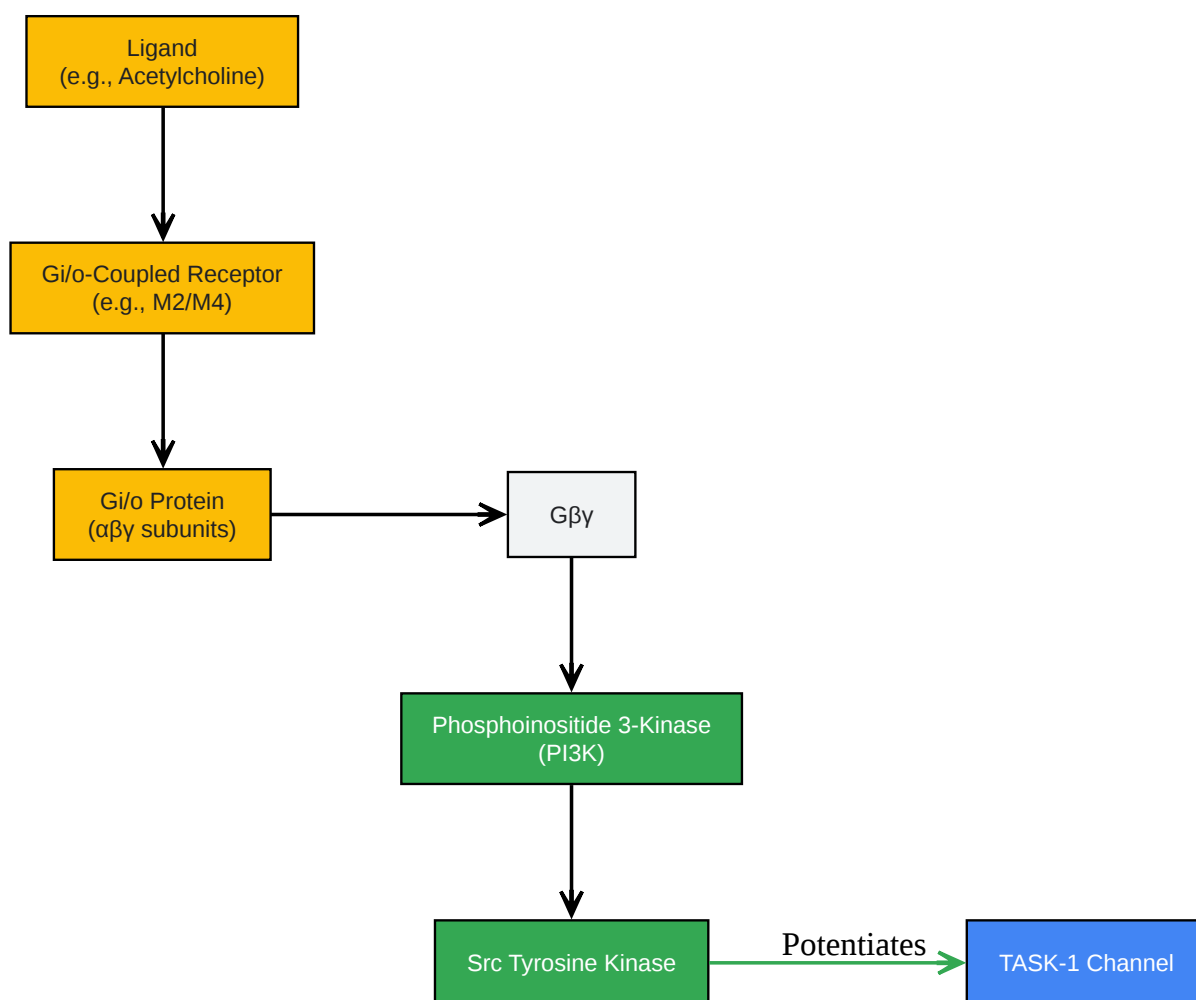 Ligand
(e.g., Acetylcholine)
Gi/o-Coupled Receptor
(e.g., M2/M4)
Gi/o Protein
(αβγ subunits)
Gβγ
Phosphoinositide 3-Kinase
(PI3K)
Src Tyrosine Kinase
Potentiates
TASK-1 Channel